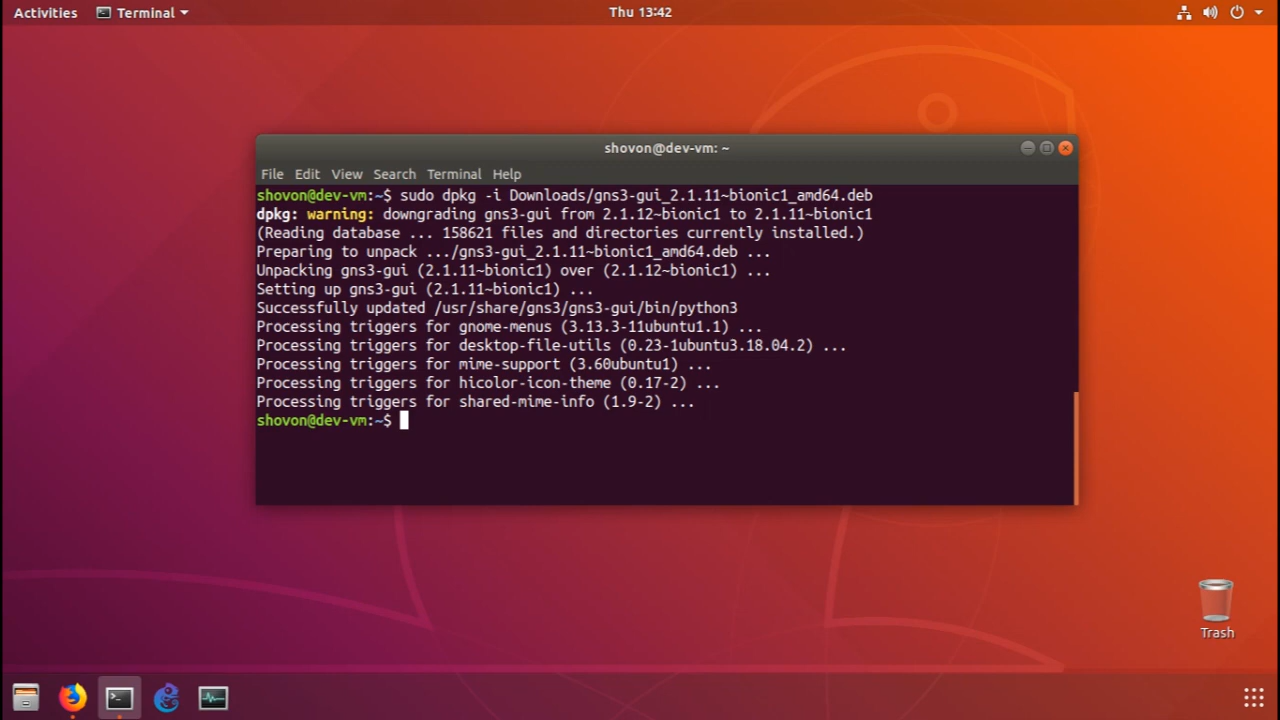 Activities Terminal Thu 13:42
shovon@dev-vm: ~
File Edit View Search Terminal Help
shovon@dev-vm:~$ sudo dpkg -i Downloads/gns3-gui_2.1.11~bionic1_amd64.deb
dpkg: warning: downgrading gns3-gui from 2.1.12~bionic1 to 2.1.11~bionic1
(Reading database ... 158621 files and directories currently installed.)
Preparing to unpack .../gns3-gui_2.1.11~bionic1_amd64.deb ...
Unpacking gns3-gui (2.1.11~bionic1) over (2.1.12~bionic1) ...
Setting up gns3-gui (2.1.11~bionic1) ...
Successfully updated /usr/share/gns3/gns3-gui/bin/python3
Processing triggers for gnome-menus (3.13.3-11ubuntu1.1) ...
Processing triggers for desktop-file-utils (0.23-1ubuntu3.18.04.2) ...
Processing triggers for mime-support (3.60ubuntu1) ...
Processing triggers for hicolor-icon-theme (0.17-2) ...
Processing triggers for shared-mime-info (1.9-2) ...
shovon@dev-vm:~$
Trash